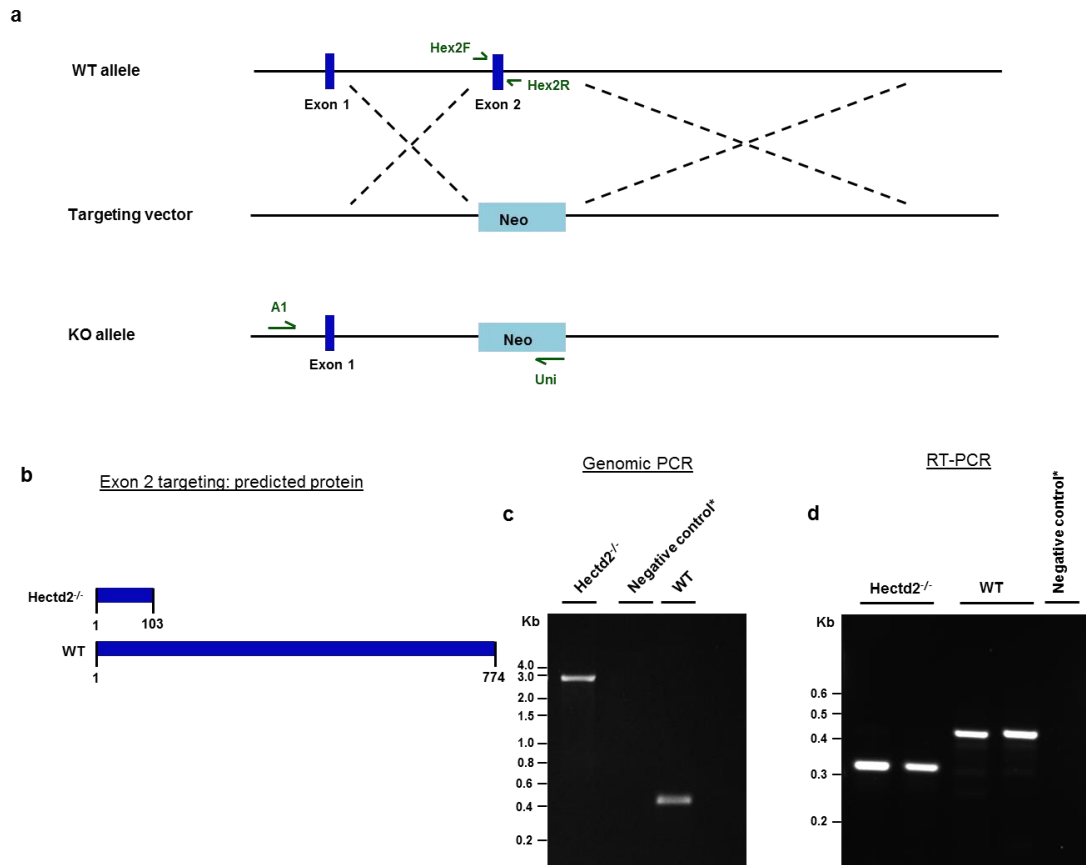 a
Hex2F
WT allele
Hex2R
Exon 1
Exon 2
Targeting vector
Neo
A1
KO allele
Neo
Exon 1
Uni
b
Exon 2 targeting: predicted protein
Hectd2-/-
1
103
WT
1
774
Genomic PCR
c
Hectd2-/-
Negative control*
WT
Kb
4.0
3.0
2.0
1.5
1.0
0.8
0.6
0.4
0.2
RT-PCR
d
Hectd2-/-
WT
Negative control*
Kb
0.6
0.5
0.4
0.3
0.2